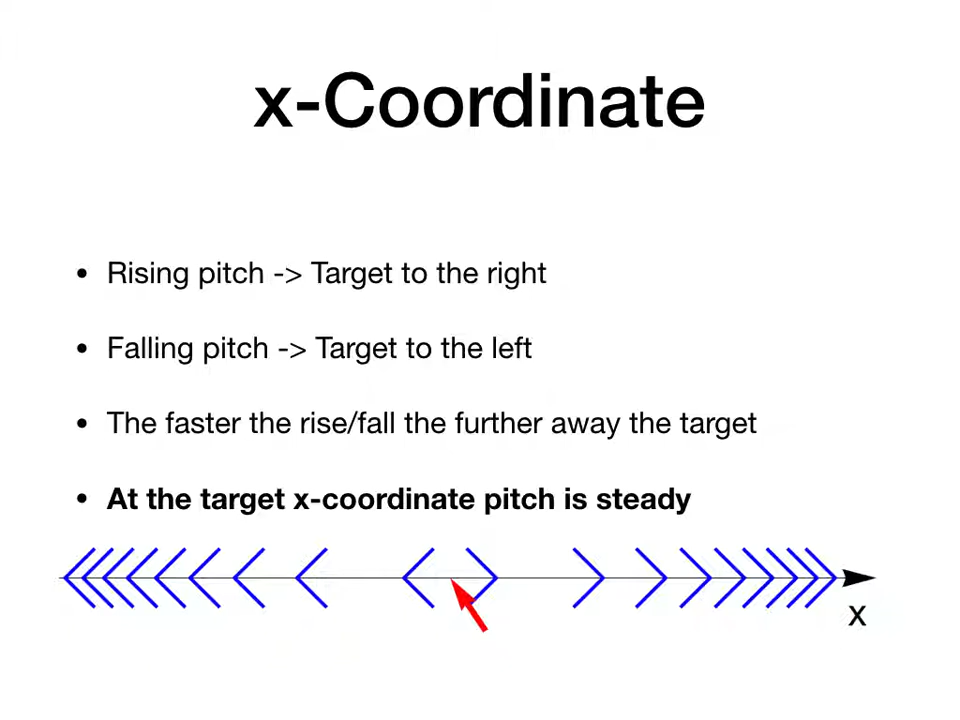 x-Coordinate
• Rising pitch -> Target to the right
• Falling pitch -> Target to the left
• The faster the rise/fall the further away the target
• At the target x-coordinate pitch is steady
x